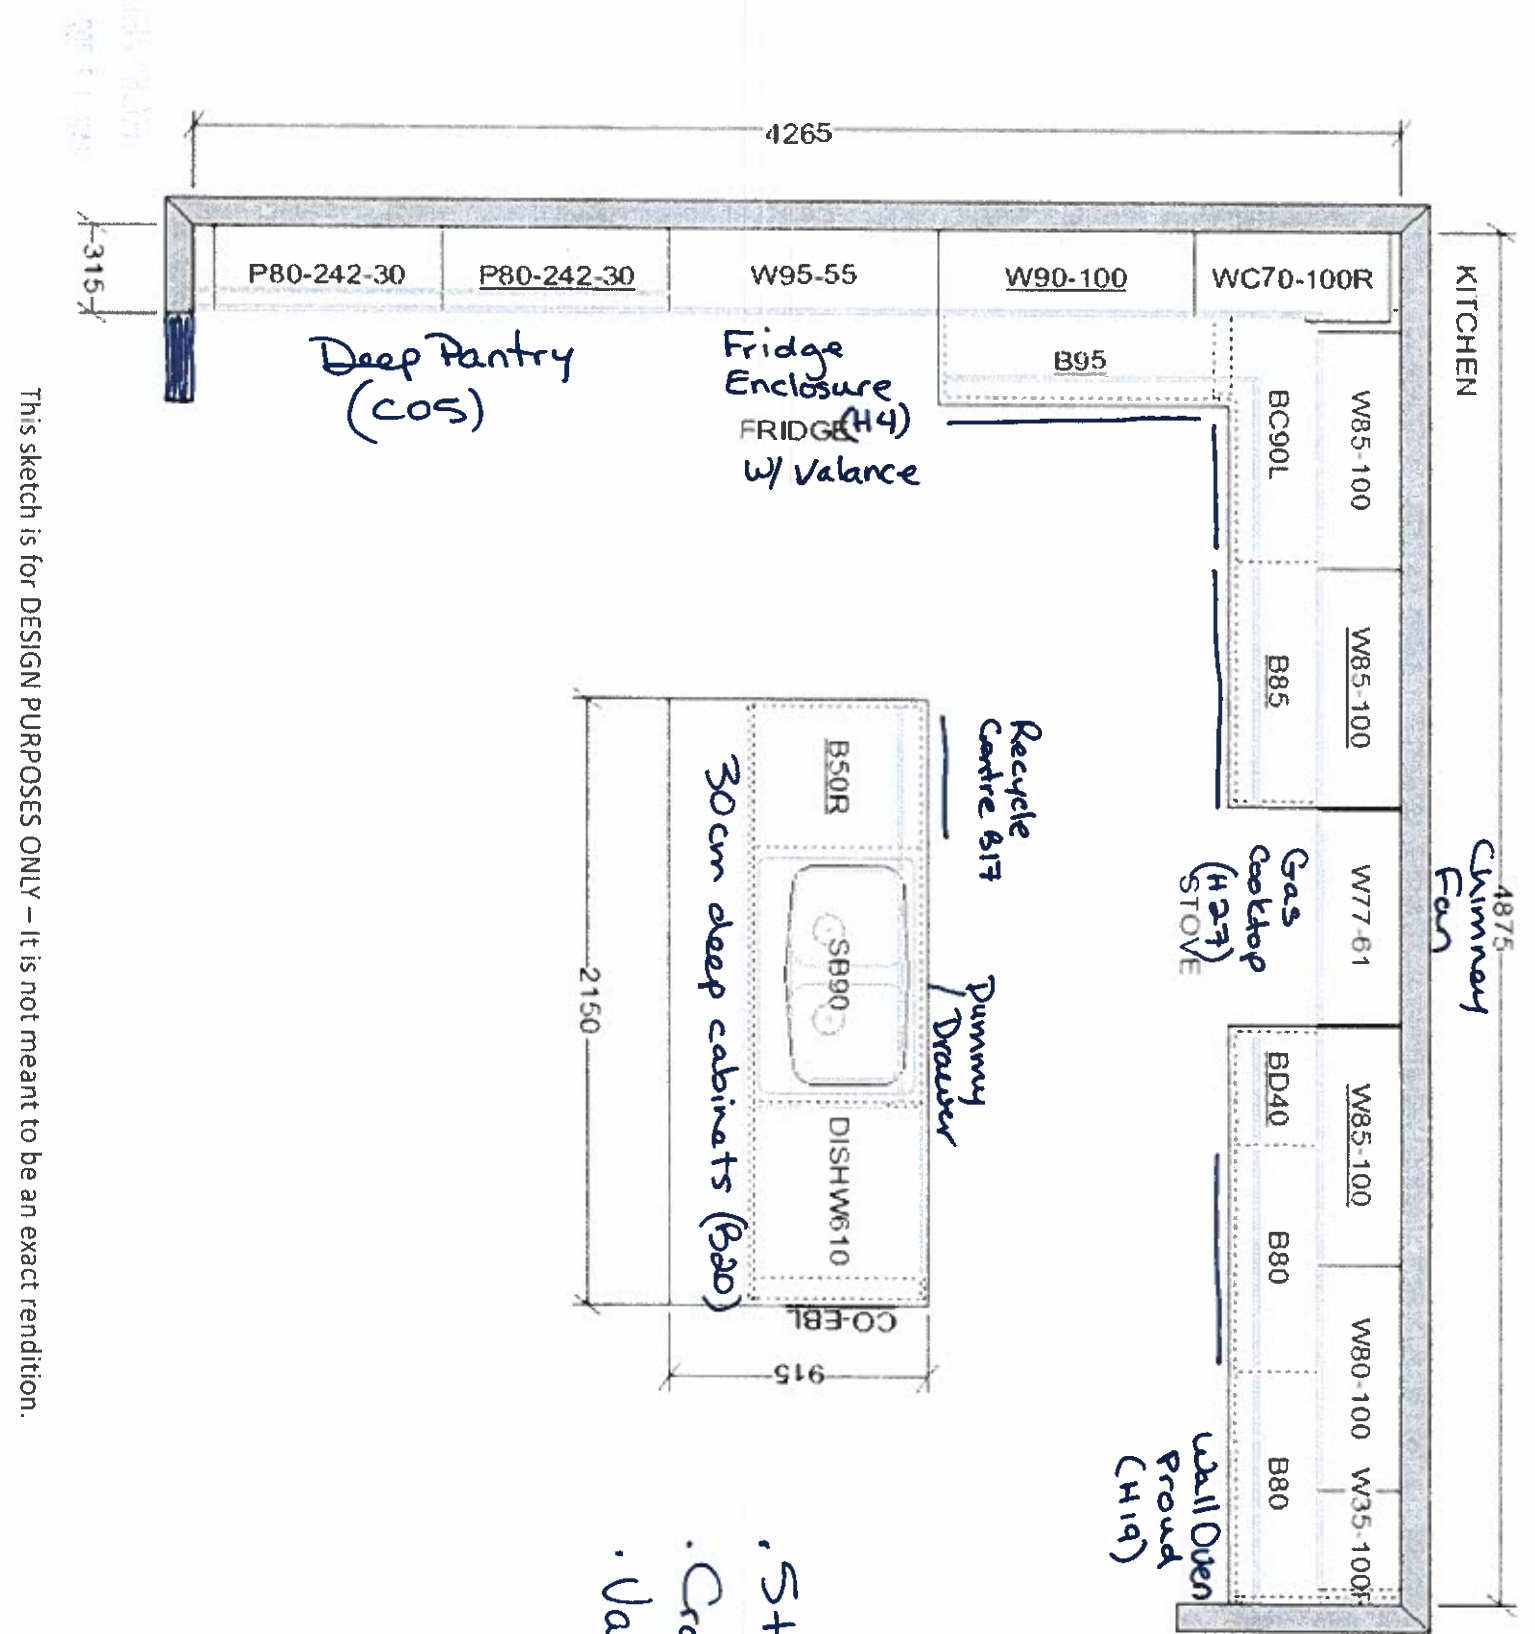 4265
315
P80-242-30
P80-242-30
W95-55
W90-100
WC70-100R
KITCHEN
Deep Pantry
(COS)
Fridge
Enclosure
(H4)
FRIDGE
W/ Valance
B95
BC90L
W85-100
B85
W85-100
Gas
Cooktop
(H27)
STOVE
W77-61
Chimney
Fan
4875
BD40
W85-100
B80
W80-100
B80
W35-100R
Wall Oven
Proud
(H19)
Recycle
Centre B17
B50R
SB90
Dummy
Drawer
DISHW610
30cm deep cabinets (B20)
2150
CO-EBL
915
This sketch is for DESIGN PURPOSES ONLY – It is not meant to be an exact rendition.